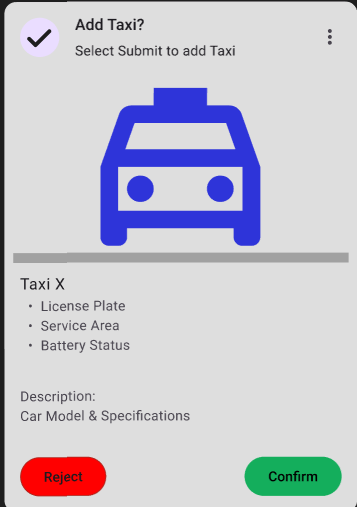 Add Taxi?
Select Submit to add Taxi
Taxi X
• License Plate
• Service Area
• Battery Status
Description:
Car Model & Specifications
Reject
Confirm